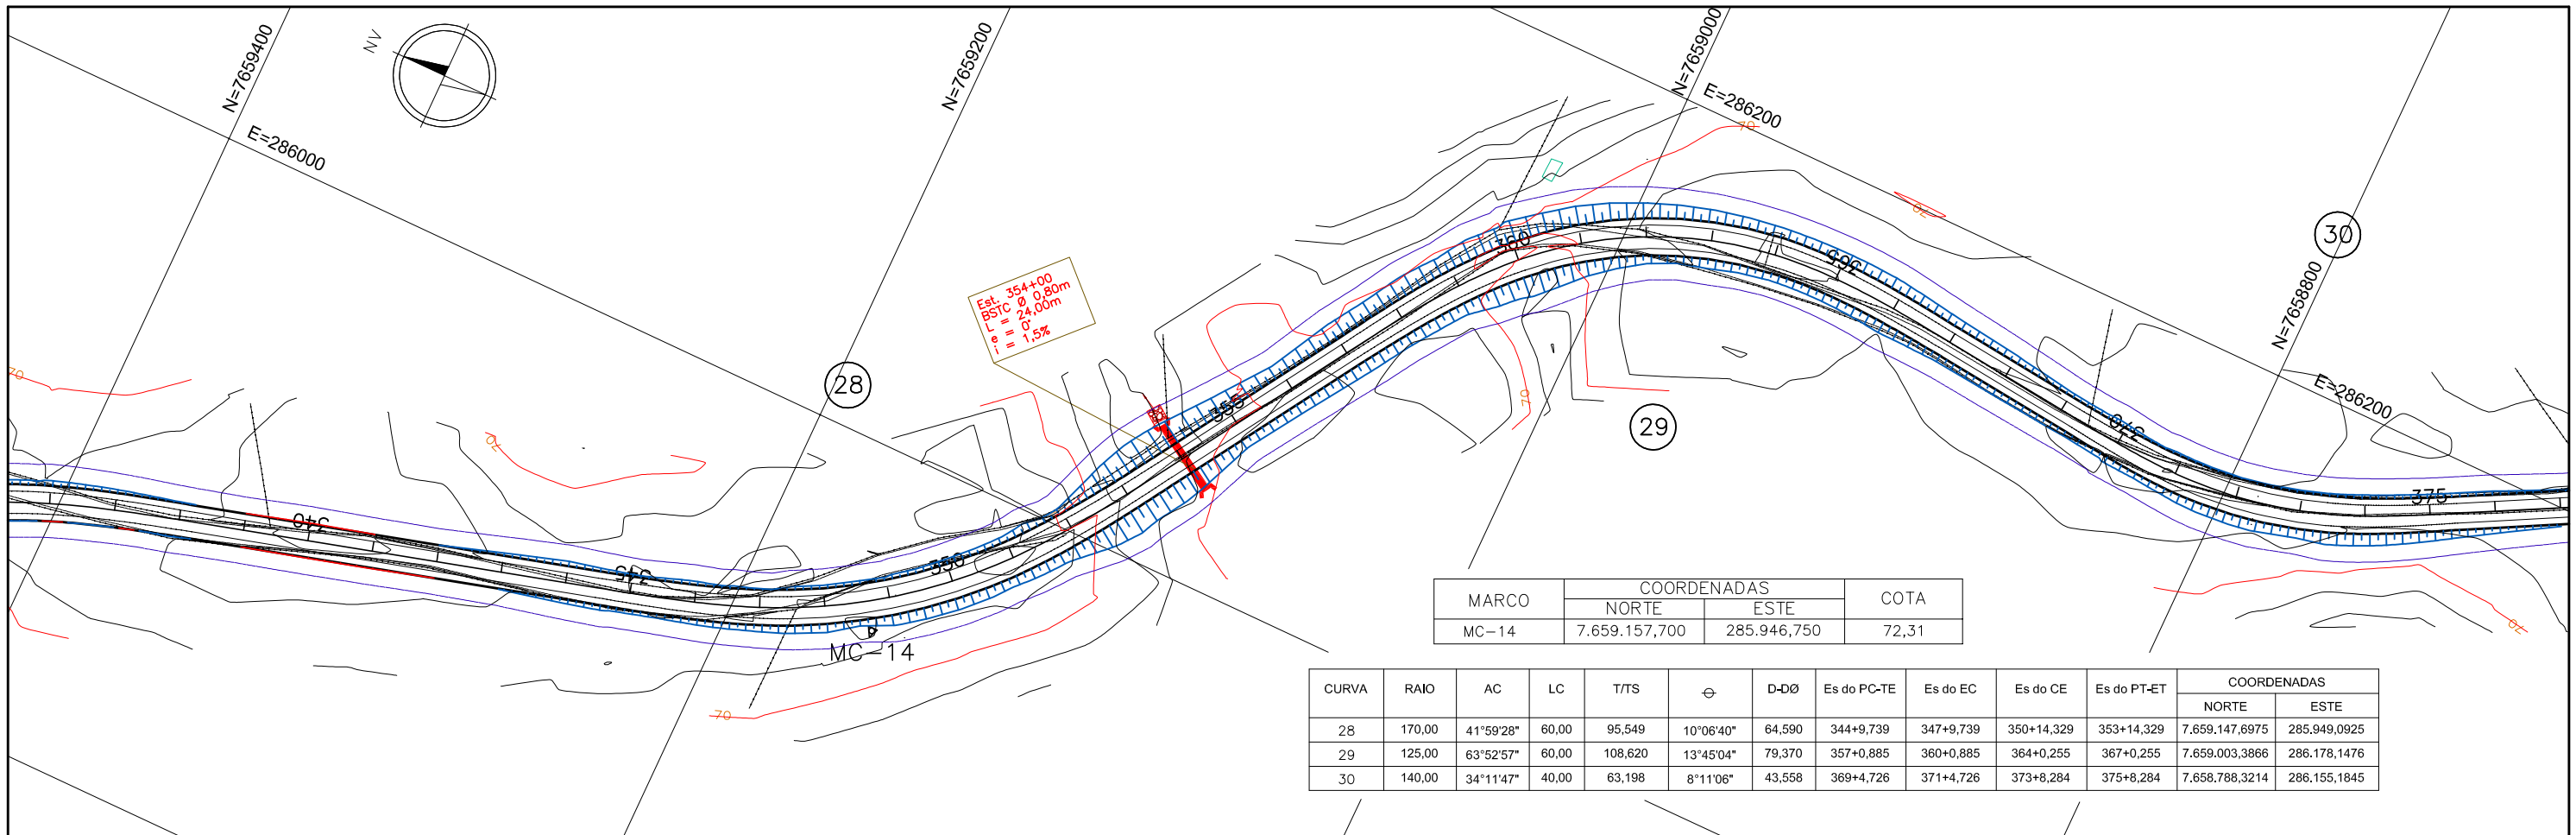 NV
N=7659400
E=286000
N=7659200
N=7659000
E=286200
70
70
30
N=7658800
E=286200
360
365
Est. 354+00
BSTC Ø 0,80m
L = 24,00m
e = 0°
i = 1,5%
28
70
355
70
29
70
370
375
340
345
350
MC-14
70
70
MARCO COORDENADAS COTA
NORTE ESTE
MC-14 7.659.157,700 285.946,750 72,31
CURVA RAIO AC LC T/TS ϴ D-DØ Es do PC-TE Es do EC Es do CE Es do PT-ET COORDENADAS
NORTE ESTE
28 170,00 41°59'28" 60,00 95,549 10°06'40" 64,590 344+9,739 347+9,739 350+14,329 353+14,329 7.659.147,6975 285.949,0925
29 125,00 63°52'57" 60,00 108,620 13°45'04" 79,370 357+0,885 360+0,885 364+0,255 367+0,255 7.659.003,3866 286.178,1476
30 140,00 34°11'47" 40,00 63,198 8°11'06" 43,558 369+4,726 371+4,726 373+8,284 375+8,284 7.658.788,3214 286.155,1845